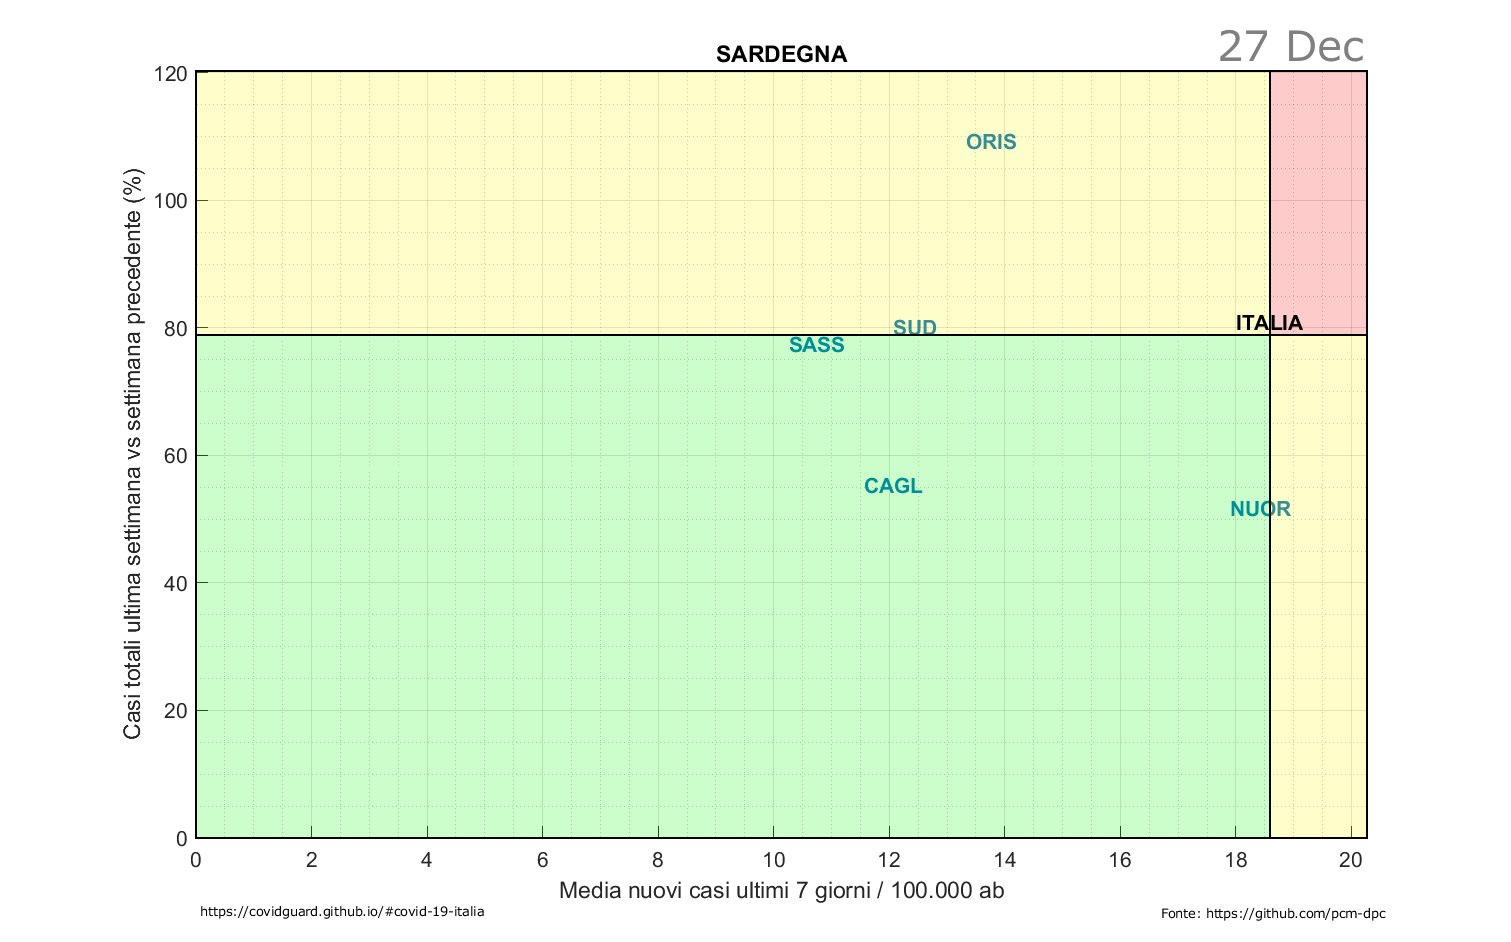 27 Dec
SARDEGNA
120
100
80
60
40
20
0
Casi totali ultima settimana vs settimana precedente (%)
ORIS
ITALIA
SUD
SASS
CAGL
NUOR
0 2 4 6 8 10 12 14 16 18 20
Media nuovi casi ultimi 7 giorni / 100.000 ab
https://covidguard.github.io/#covid-19-italia
Fonte: https://github.com/pcm-dpc